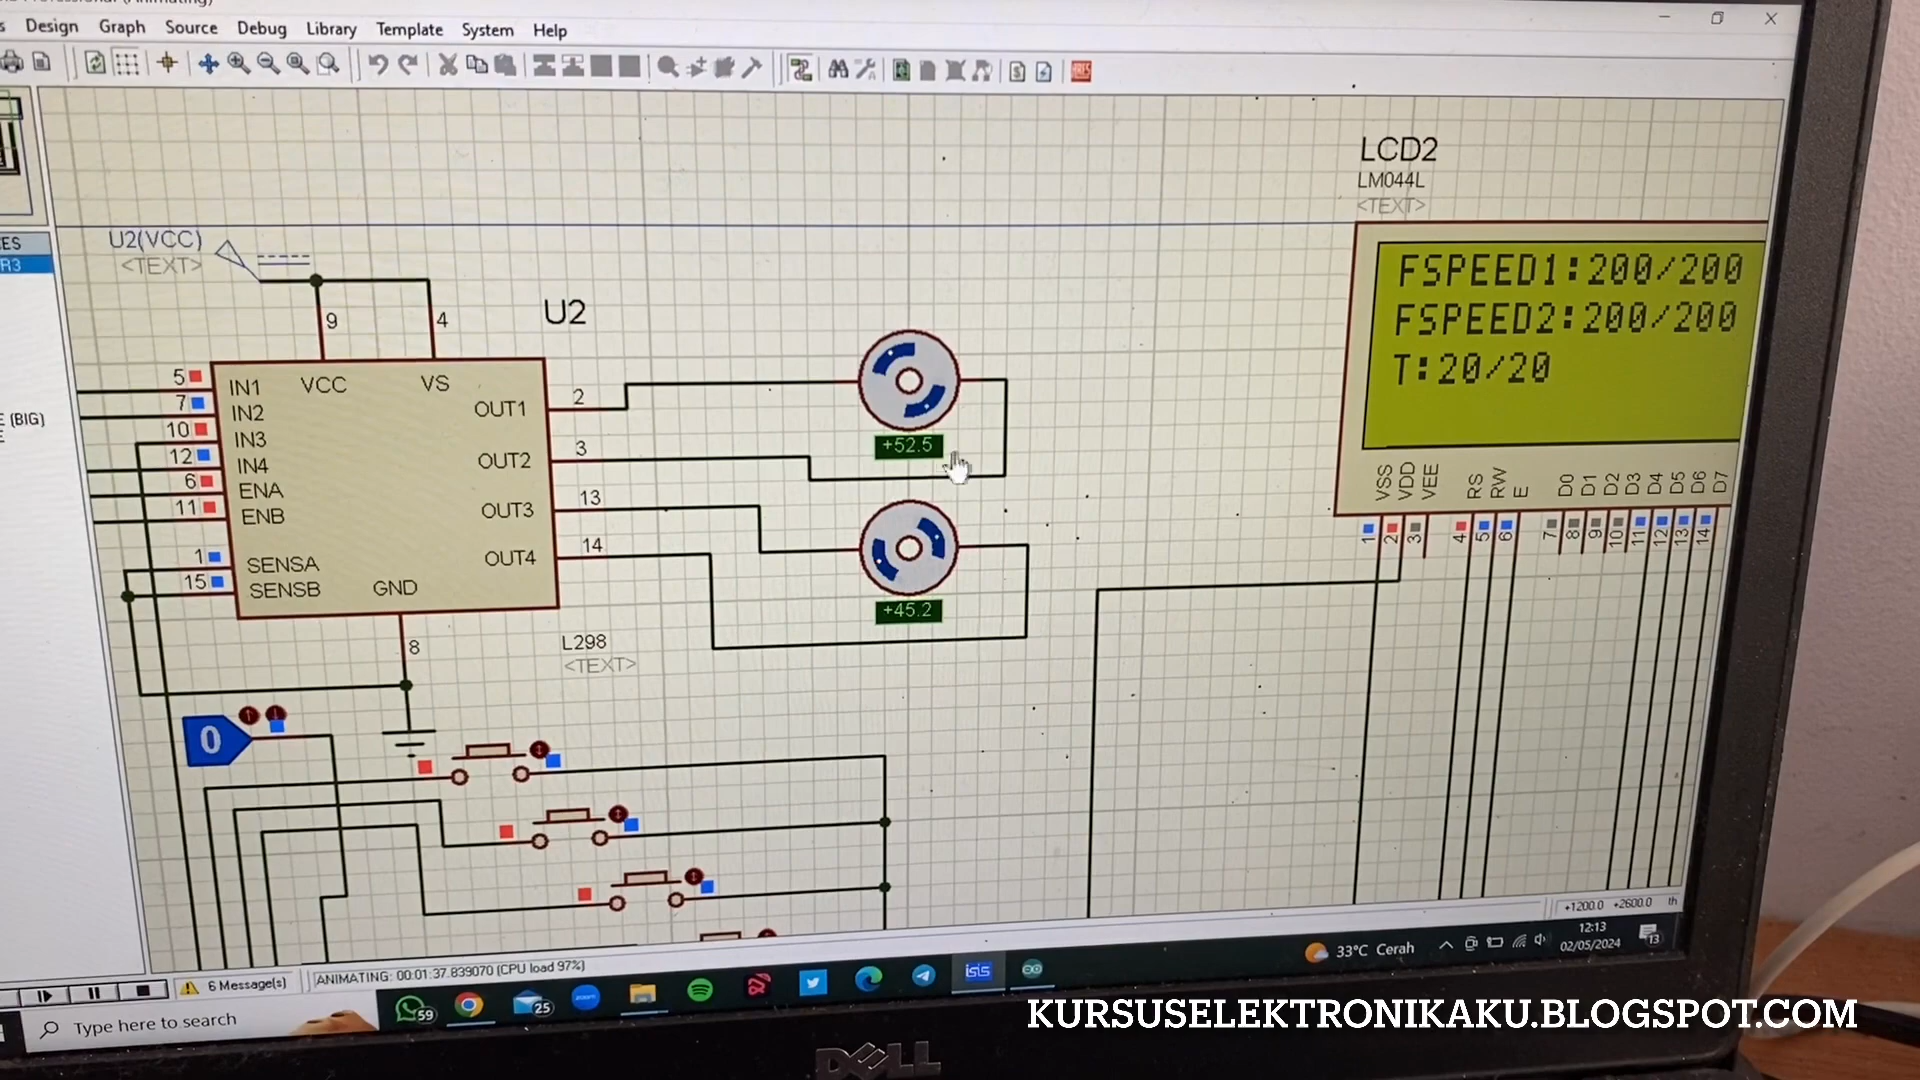 Design Graph Source Debug Library Template System Help
LCD2
LM044L
<TEXT>
FSPEED1:200/200
FSPEED2:200/200
T:20/20
VSS VDD VEE RS RW E D0 D1 D2 D3 D4 D5 D6 D7
1 2 3 4 5 6 7 8 9 10 11 12 13 14
U2(VCC)
<TEXT>
U2
9 4
5 IN1 VCC VS
7 IN2 OUT1 2
10 IN3
12 IN4 OUT2 3
6 ENA
11 ENB OUT3 13
1 SENSA OUT4 14
15 SENSB GND
8
L298
<TEXT>
+52.5
+45.2
0
(BIG)
+1200.0 +2600.0 th
6 Message(s)
ANIMATING: 00:01:37.839070 (CPU load 97%)
Type here to search
59
25
zoom
isis
33°C Cerah
12:13
02/05/2024
13
KURSUSELEKTRONIKAKU.BLOGSPOT.COM
DELL